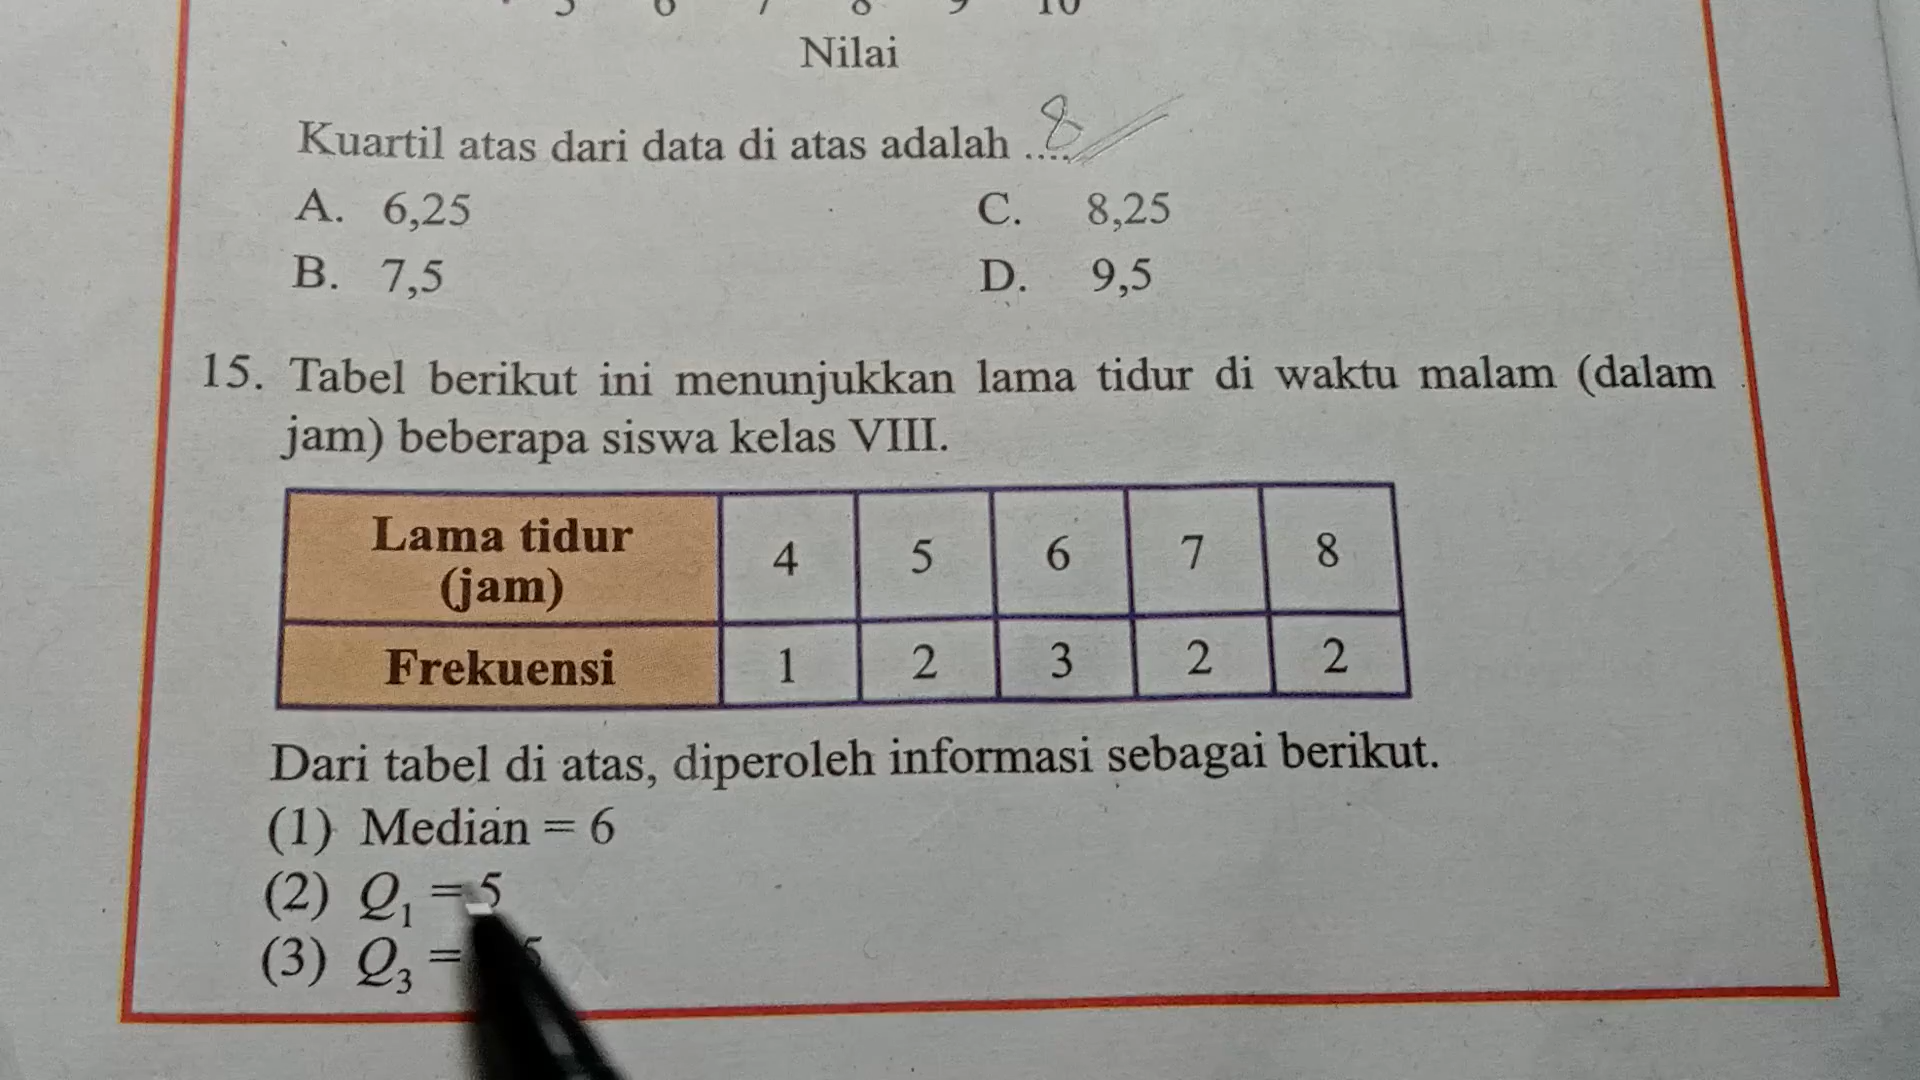 Nilai
Kuartil atas dari data di atas adalah .... 8
A. 6,25 C. 8,25
B. 7,5 D. 9,5
15. Tabel berikut ini menunjukkan lama tidur di waktu malam (dalam
jam) beberapa siswa kelas VIII.
Lama tidur
(jam) 4 5 6 7 8
Frekuensi 1 2 3 2 2
Dari tabel di atas, diperoleh informasi sebagai berikut.
(1) Median = 6
(2) Q₁ = 5
(3) Q₃ =